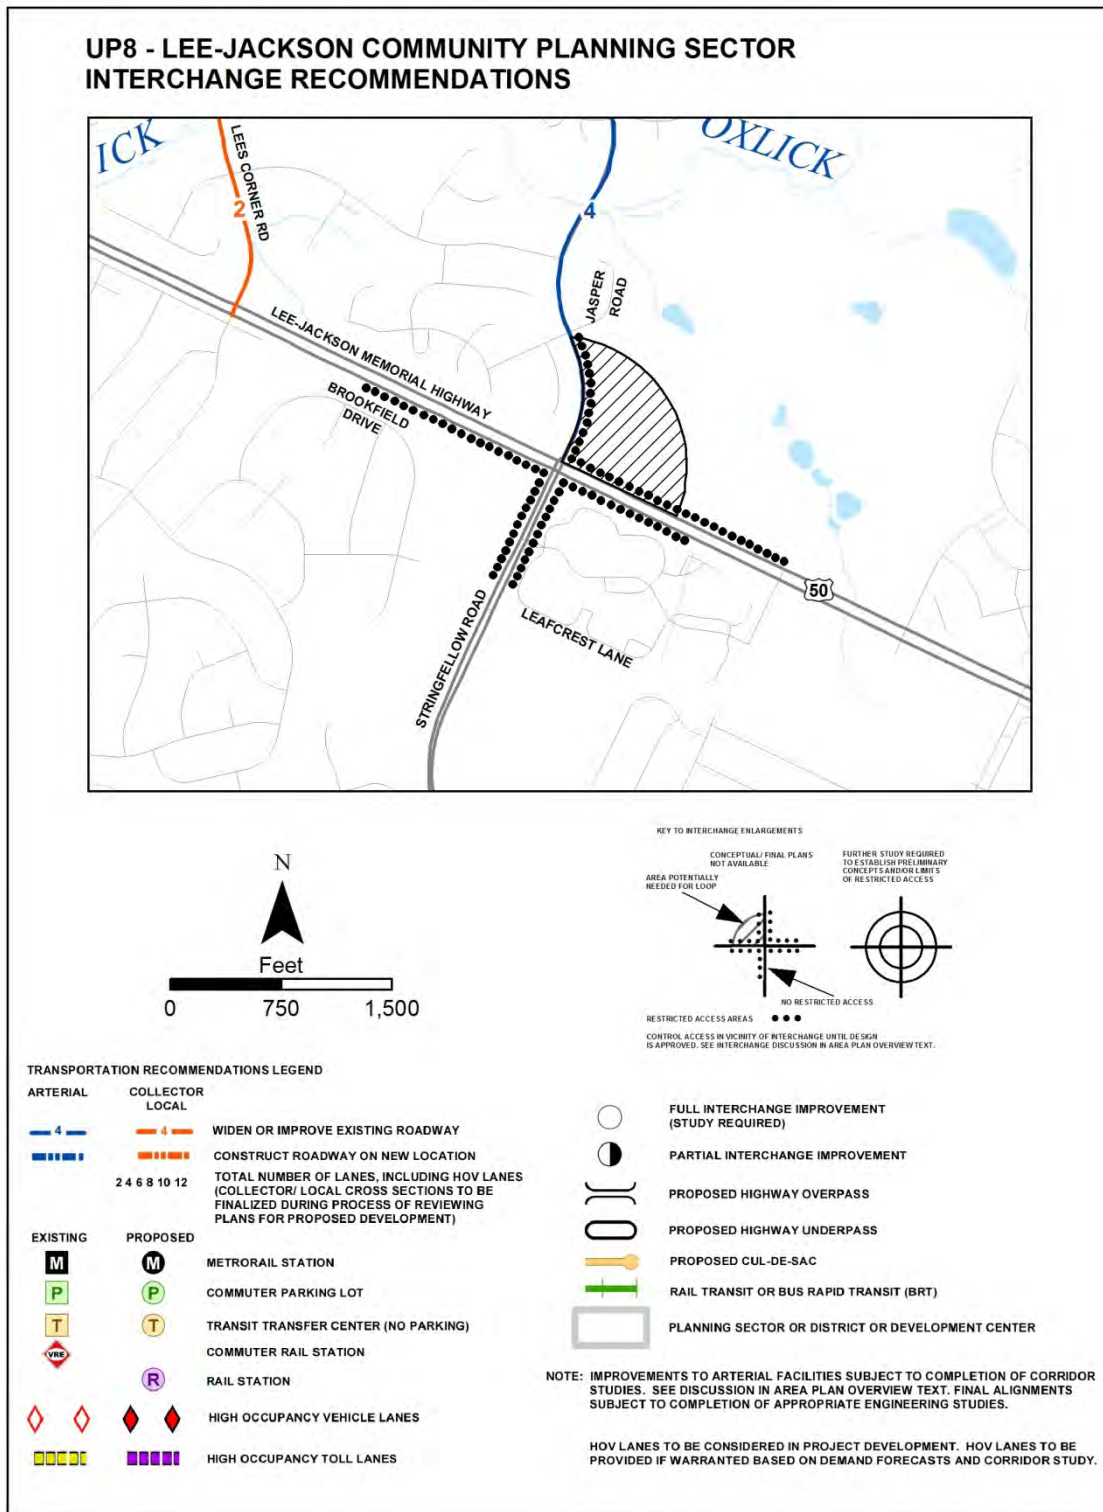 UP8 - LEE-JACKSON COMMUNITY PLANNING SECTOR
INTERCHANGE RECOMMENDATIONS
ICK
OXLICK
LEES CORNER RD
2
4
JASPER
ROAD
LEE-JACKSON MEMORIAL HIGHWAY
BROOKFIELD
DRIVE
50
STRINGFELLOW ROAD
LEAFCREST LANE
N
Feet
0 750 1,500
KEY TO INTERCHANGE ENLARGEMENTS
CONCEPTUAL/ FINAL PLANS
NOT AVAILABLE
AREA POTENTIALLY
NEEDED FOR LOOP
FURTHER STUDY REQUIRED
TO ESTABLISH PRELIMINARY
CONCEPTS AND/OR LIMITS
OF RESTRICTED ACCESS
NO RESTRICTED ACCESS
RESTRICTED ACCESS AREAS
CONTROL ACCESS IN VICINITY OF INTERCHANGE UNTIL DESIGN
IS APPROVED. SEE INTERCHANGE DISCUSSION IN AREA PLAN OVERVIEW TEXT.
TRANSPORTATION RECOMMENDATIONS LEGEND
ARTERIAL
COLLECTOR
LOCAL
4 4 WIDEN OR IMPROVE EXISTING ROADWAY
CONSTRUCT ROADWAY ON NEW LOCATION
2 4 6 8 10 12
TOTAL NUMBER OF LANES, INCLUDING HOV LANES
(COLLECTOR/ LOCAL CROSS SECTIONS TO BE
FINALIZED DURING PROCESS OF REVIEWING
PLANS FOR PROPOSED DEVELOPMENT)
EXISTING PROPOSED
M M METRORAIL STATION
P P COMMUTER PARKING LOT
T T TRANSIT TRANSFER CENTER (NO PARKING)
VRE COMMUTER RAIL STATION
R RAIL STATION
HIGH OCCUPANCY VEHICLE LANES
HIGH OCCUPANCY TOLL LANES
FULL INTERCHANGE IMPROVEMENT
(STUDY REQUIRED)
PARTIAL INTERCHANGE IMPROVEMENT
PROPOSED HIGHWAY OVERPASS
PROPOSED HIGHWAY UNDERPASS
PROPOSED CUL-DE-SAC
RAIL TRANSIT OR BUS RAPID TRANSIT (BRT)
PLANNING SECTOR OR DISTRICT OR DEVELOPMENT CENTER
NOTE: IMPROVEMENTS TO ARTERIAL FACILITIES SUBJECT TO COMPLETION OF CORRIDOR
STUDIES. SEE DISCUSSION IN AREA PLAN OVERVIEW TEXT. FINAL ALIGNMENTS
SUBJECT TO COMPLETION OF APPROPRIATE ENGINEERING STUDIES.
HOV LANES TO BE CONSIDERED IN PROJECT DEVELOPMENT. HOV LANES TO BE
PROVIDED IF WARRANTED BASED ON DEMAND FORECASTS AND CORRIDOR STUDY.